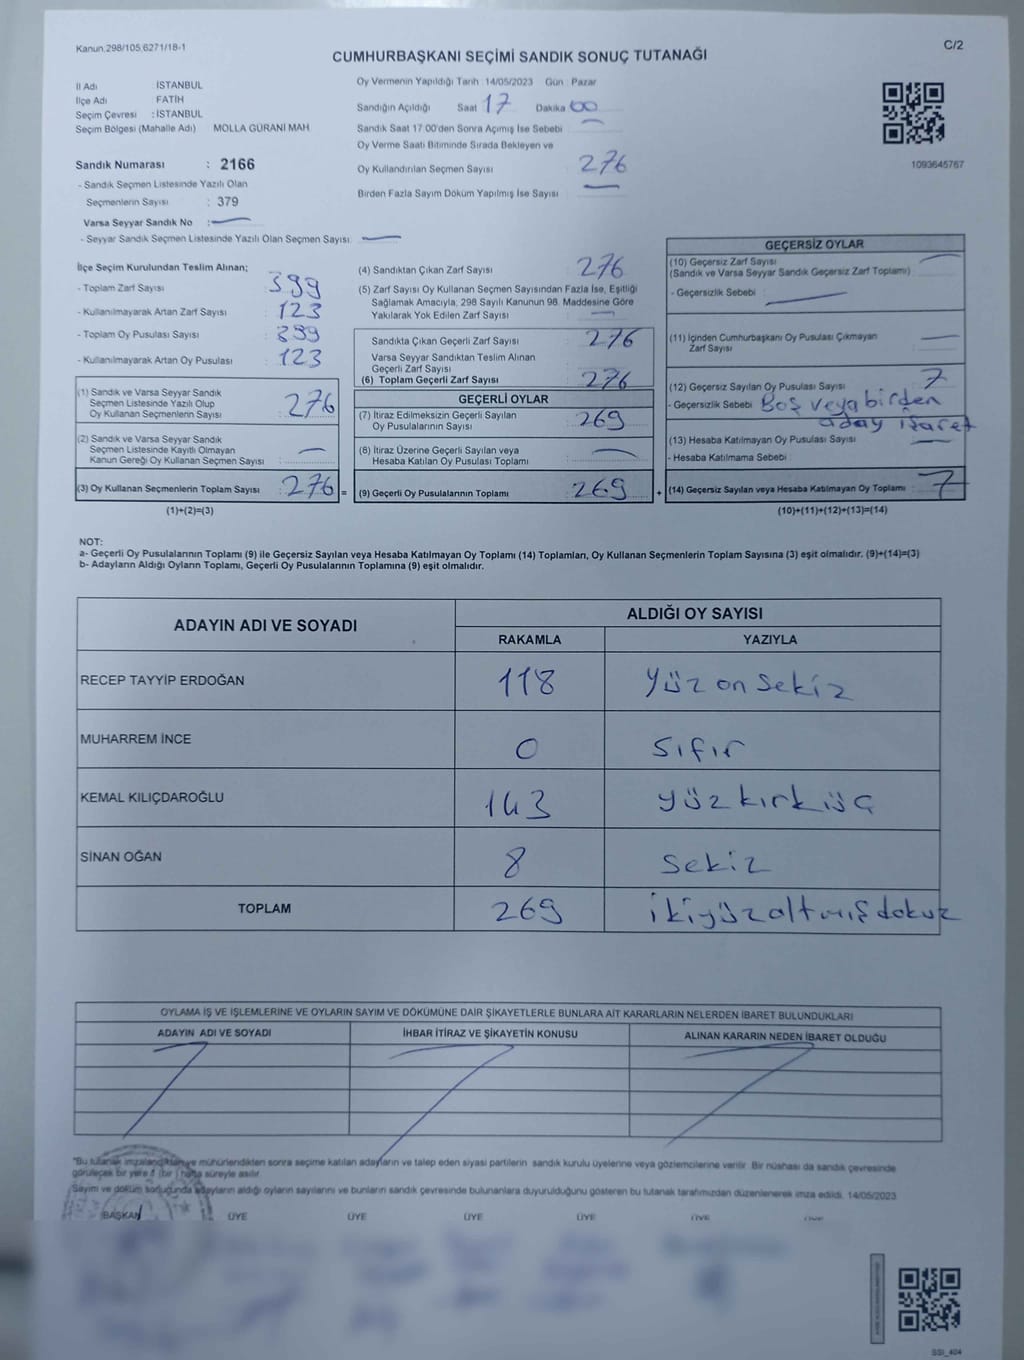 Kanun.298/105,6271/18-1
C/2
CUMHURBAŞKANI SEÇİMİ SANDIK SONUÇ TUTANAĞI
İl Adı İSTANBUL
İlçe Adı FATİH
Seçim Çevresi : İSTANBUL
Seçim Bölgesi (Mahalle Adı) MOLLA GÜRANİ MAH
Sandık Numarası : 2166
- Sandık Seçmen Listesinde Yazılı Olan
Seçmenlerin Sayısı : 379
Varsa Seyyar Sandık No :
- Seyyar Sandık Seçmen Listesinde Yazılı Olan Seçmen Sayısı:
Oy Vermenin Yapıldığı Tarih 14/05/2023 Gün : Pazar
Sandığın Açıldığı Saat 17 Dakika 00
Sandık Saat 17:00'den Sonra Açımış İse Sebebi
Oy Verme Saati Bitiminde Sırada Bekleyen ve
Oy Kullandırılan Seçmen Sayısı : 276
Birden Fazla Sayım Döküm Yapılmış İse Sayısı :
1093645767
İlçe Seçim Kurulundan Teslim Alınan;
- Toplam Zarf Sayısı : 399
- Kullanılmayarak Artan Zarf Sayısı : 123
- Toplam Oy Pusulası Sayısı : 399
- Kullanılmayarak Artan Oy Pusulası : 123
(1) Sandık ve Varsa Seyyar Sandık
Seçmen Listesinde Yazılı Olup
Oy Kullanan Seçmenlerin Sayısı : 276
(2) Sandık ve Varsa Seyyar Sandık
Seçmen Listesinde Kayıtlı Olmayan
Kanun Gereği Oy Kullanan Seçmen Sayısı :
(3) Oy Kullanan Seçmenlerin Toplam Sayısı : 276 =
(1)+(2)=(3)
(4) Sandıktan Çıkan Zarf Sayısı : 276
(5) Zarf Sayısı Oy Kullanan Seçmen Sayısından Fazla İse, Eşitliği
Sağlamak Amacıyla, 298 Sayılı Kanunun 98. Maddesine Göre
Yakılarak Yok Edilen Zarf Sayısı :
Sandıkta Çıkan Geçerli Zarf Sayısı : 276
Varsa Seyyar Sandıktan Teslim Alınan
Geçerli Zarf Sayısı :
(6) Toplam Geçerli Zarf Sayısı : 276
GEÇERLİ OYLAR
(7) İtiraz Edilmeksizin Geçerli Sayılan
Oy Pusulalarının Sayısı : 269
(8) İtiraz Üzerine Geçerli Sayılan veya
Hesaba Katılan Oy Pusulası Toplamı :
(9) Geçerli Oy Pusulalarının Toplamı : 269 +
GEÇERSİZ OYLAR
(10) Geçersiz Zarf Sayısı
(Sandık ve Varsa Seyyar Sandık Geçersiz Zarf Toplamı) :
- Geçersizlik Sebebi :
(11) İçinden Cumhurbaşkanı Oy Pusulası Çıkmayan
Zarf Sayısı :
(12) Geçersiz Sayılan Oy Pusulası Sayısı : 7
- Geçersizlik Sebebi Boş veya birden
aday işaret
(13) Hesaba Katılmayan Oy Pusulası Sayısı :
- Hesaba Katılmama Sebebi :
(14) Geçersiz Sayılan veya Hesaba Katılmayan Oy Toplamı : 7
(10)+(11)+(12)+(13)=(14)
NOT:
a- Geçerli Oy Pusulalarının Toplamı (9) ile Geçersiz Sayılan veya Hesaba Katılmayan Oy Toplamı (14) Toplamları, Oy Kullanan Seçmenlerin Toplam Sayısına (3) eşit olmalıdır. (9)+(14)=(3)
b- Adayların Aldığı Oyların Toplamı, Geçerli Oy Pusulalarının Toplamına (9) eşit olmalıdır.
ADAYIN ADI VE SOYADI
ALDIĞI OY SAYISI
RAKAMLA YAZIYLA
RECEP TAYYİP ERDOĞAN 118 Yüz on sekiz
MUHARREM İNCE 0 sıfır
KEMAL KILIÇDAROĞLU 143 yüz kırk üç
SİNAN OĞAN 8 sekiz
TOPLAM 269 ikiyüzaltmışdokuz
OYLAMA İŞ VE İŞLEMLERİNE VE OYLARIN SAYIM VE DÖKÜMÜNE DAİR ŞİKAYETLERLE BUNLARA AİT KARARLARIN NELERDEN İBARET BULUNDUKLARI
ADAYIN ADI VE SOYADI İHBAR İTİRAZ VE ŞİKAYETİN KONUSU ALINAN KARARIN NEDEN İBARET OLDUĞU
"Bu tutanak imzalandıktan ve mühürlendikten sonra seçime katılan adayların ve talep eden siyasi partilerin sandık kurulu üyelerine veya gözlemcilerine verilir. Bir nüshası da sandık çevresinde
görülecek bir yere 1 (bir ) hafta süreyle asılır.
Sayım ve döküm sonucunda adayların aldığı oyların sayılarını ve bunların sandık çevresinde bulunanlara duyurulduğunu gösteren bu tutanak tarafımızdan düzenlenerek imza edildi. 14/05/2023
BAŞKAN ÜYE ÜYE ÜYE ÜYE ÜYE ÜYE
SSI_404